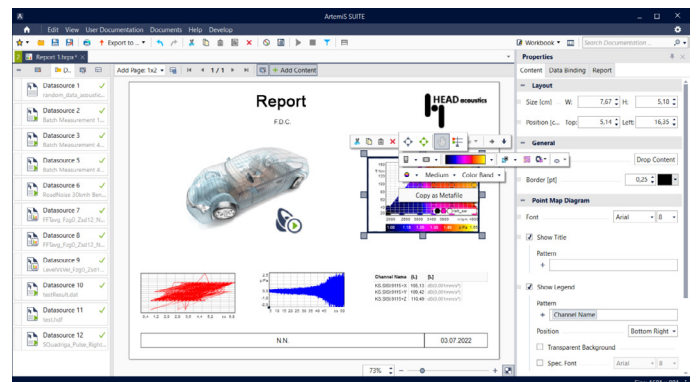 ArtemiS SUITE
Edit View User Documentation Documents Help Develop
Export to...
Workbook
Search Documentation...
2
Report 1.hrpx* ×
Properties
D..
Add Page: 1x2
1 / 1
+ Add Content
Content Data Binding Report
Datasource 1
random_data_acoustic...
Datasource 2
Batch Measurement 1...
Datasource 3
Batch Measurement 4...
Datasource 5
Batch Measurement 4...
Datasource 6
RoadNoise 30kmh Ben...
Datasource 7
FFTavg_Fzg0_Zsd12_N...
Datasource 8
Datasource 9
Datasource 10
testResult.dat
Datasource 11
test.hdf
Datasource 12
SQuadriga_Pulse_Right...
Report
F.D.C.
HEAD acoustics
Medium
Color Band
Copy as Metafile
Channel Name [L] [L]
N.N.
03.07.2022
73%
Layout
Size [cm] W: 7,67 H: 5,10
Position [c... Top: 5,14 Left: 16,35
General
Drop Content
Border [pt] 0,25
Point Map Diagram
Font Arial 8
Show Title
Pattern
+
Show Legend
Pattern
+ Channel Name
Position Bottom Right
Transparent Background
Spec. Font Arial 8